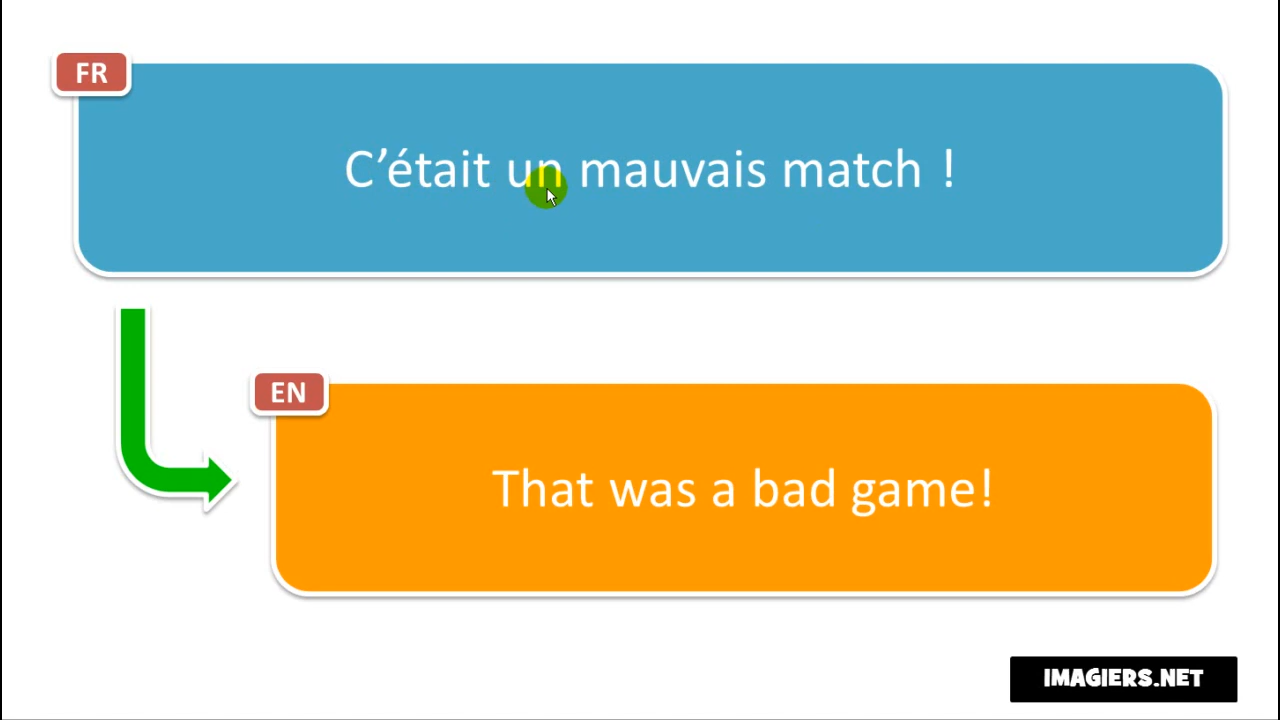 FR
C’était un mauvais match !
EN
That was a bad game!
IMAGIERS.NET